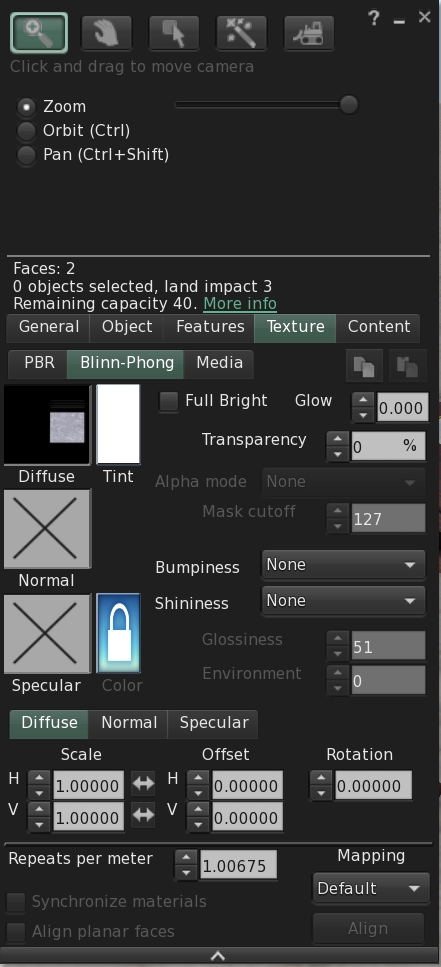 ?
Click and drag to move camera
Zoom
Orbit (Ctrl)
Pan (Ctrl+Shift)
Faces: 2
0 objects selected, land impact 3
Remaining capacity 40. More info
General Object Features Texture Content
PBR Blinn-Phong Media
Full Bright Glow 0.000
Transparency 0 %
Diffuse Tint
Alpha mode None
Mask cutoff 127
Normal
Bumpiness None
Shininess None
Glossiness 51
Environment 0
Specular Color
Diffuse Normal Specular
Scale Offset Rotation
H 1.00000 H 0.00000 0.00000
V 1.00000 V 0.00000
Repeats per meter 1.00675
Mapping
Default
Synchronize materials
Align planar faces
Align